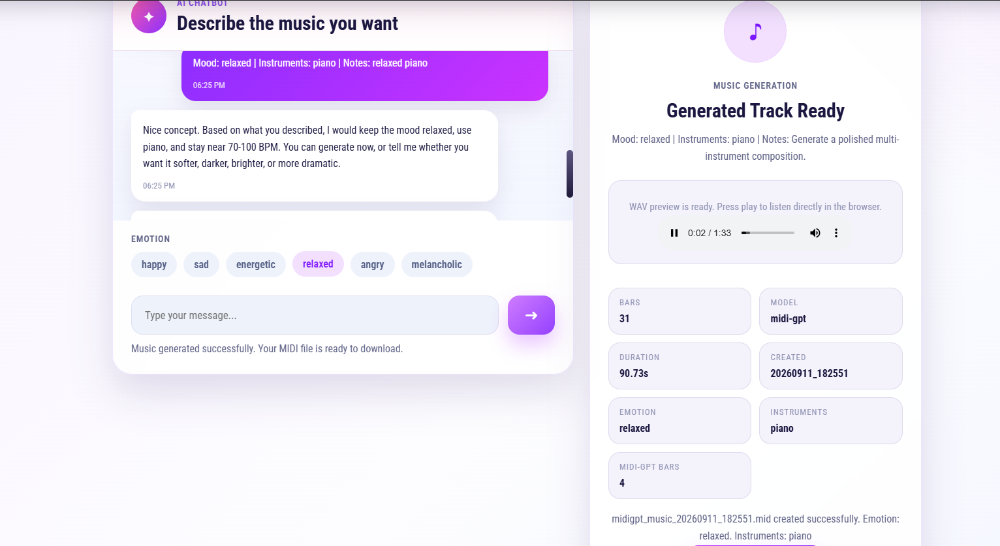 AI CHATBOT
Describe the music you want
Mood: relaxed | Instruments: piano | Notes: relaxed piano
06:25 PM
Nice concept. Based on what you described, I would keep the mood relaxed, use
piano, and stay near 70-100 BPM. You can generate now, or tell me whether you
want it softer, darker, brighter, or more dramatic.
06:25 PM
EMOTION
happy
sad
energetic
relaxed
angry
melancholic
Type your message...
Music generated successfully. Your MIDI file is ready to download.
MUSIC GENERATION
Generated Track Ready
Mood: relaxed | Instruments: piano | Notes: Generate a polished multi-
instrument composition.
WAV preview is ready. Press play to listen directly in the browser.
0:02 / 1:33
BARS
31
MODEL
midi-gpt
DURATION
90.73s
CREATED
20260911_182551
EMOTION
relaxed
INSTRUMENTS
piano
MIDI-GPT BARS
4
midigpt_music_20260911_182551.mid created successfully. Emotion:
relaxed. Instruments: piano